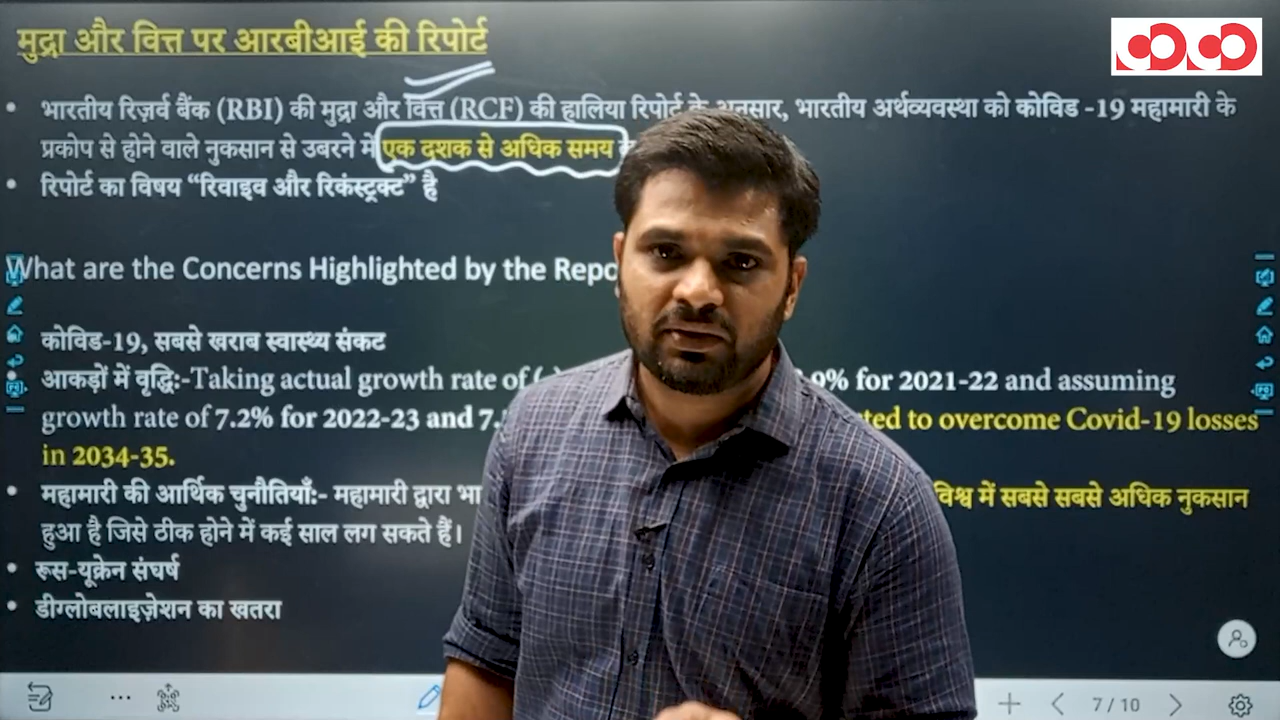 मुद्रा और वित्त पर आरबीआई की रिपोर्ट
• भारतीय रिज़र्व बैंक (RBI) की मुद्रा और वित्त (RCF) की हालिया रिपोर्ट के अनुसार, भारतीय अर्थव्यवस्था को कोविड -19 महामारी के
प्रकोप से होने वाले नुकसान से उबरने में एक दशक से अधिक समय
• रिपोर्ट का विषय “रिवाइव और रिकंस्ट्रक्ट” है
What are the Concerns Highlighted by the
कोविड-19, सबसे खराब स्वास्थ्य संकट
• आकड़ों में वृद्धि:-Taking actual growth rate of 9% for 2021-22 and assuming
growth rate of 7.2% for 2022-23 and to overcome Covid-19 losses
in 2034-35.
• महामारी की आर्थिक चुनौतियाँ:- महामारी द्वारा विश्व में सबसे सबसे अधिक नुकसान
हुआ है जिसे ठीक होने में कई साल लग सकते हैं।
• रूस-यूक्रेन संघर्ष
• डीग्लोबलाइज़ेशन का खतरा
7 / 10